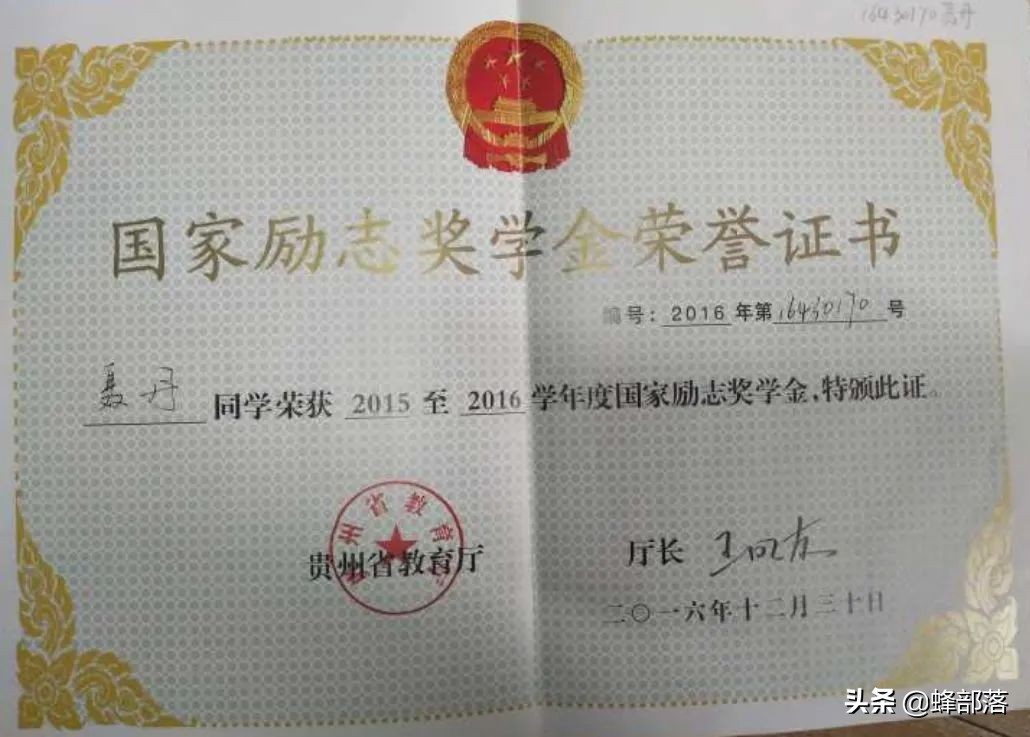 16430170聂丹
国家励志奖学金荣誉证书
编号：2016年第16430170号
聂丹同学荣获2015至2016学年度国家励志奖学金，特颁此证。
州省教育
贵州省教育厅
厅长
二〇一六年十二月三十日
头条 @蜂部落